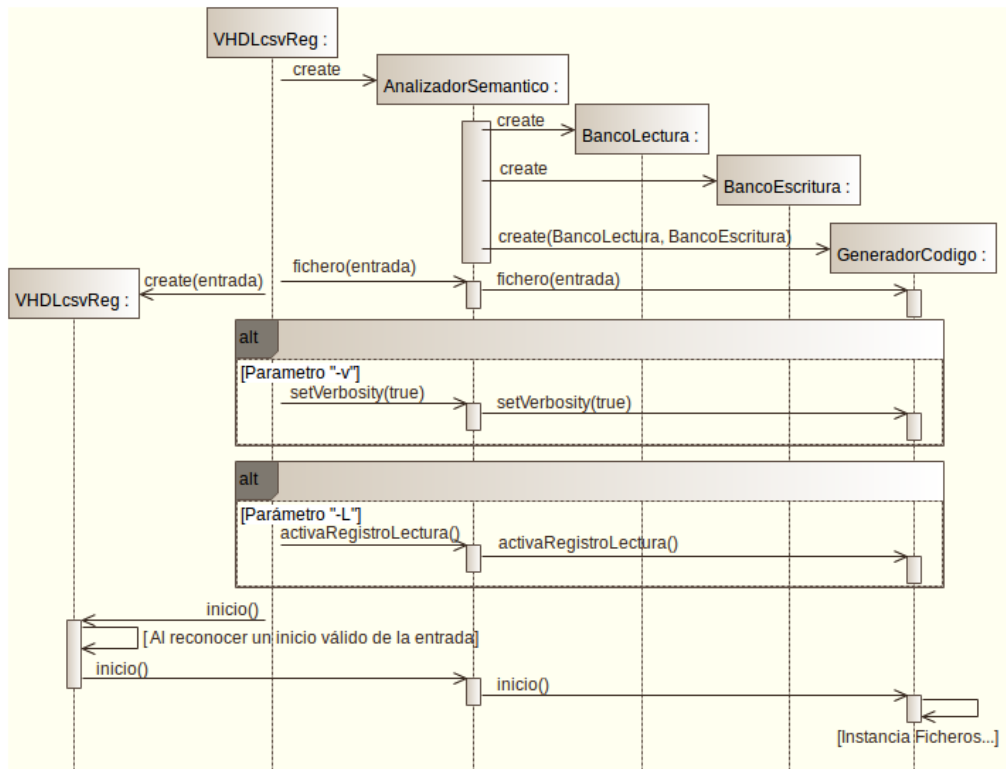 VHDLcsvReg :
create
AnalizadorSemantico :
create
BancoLectura :
create
BancoEscritura :
create(BancoLectura, BancoEscritura)
GeneradorCodigo :
fichero(entrada)
create(entrada)
fichero(entrada)
VHDLcsvReg :
alt
[Parametro "-v"]
setVerbosity(true)
setVerbosity(true)
alt
[Parámetro "-L"]
activaRegistroLectura()
activaRegistroLectura()
inicio()
[Al reconocer un inicio válido de la entrada]
inicio()
inicio()
[Instancia Ficheros...]